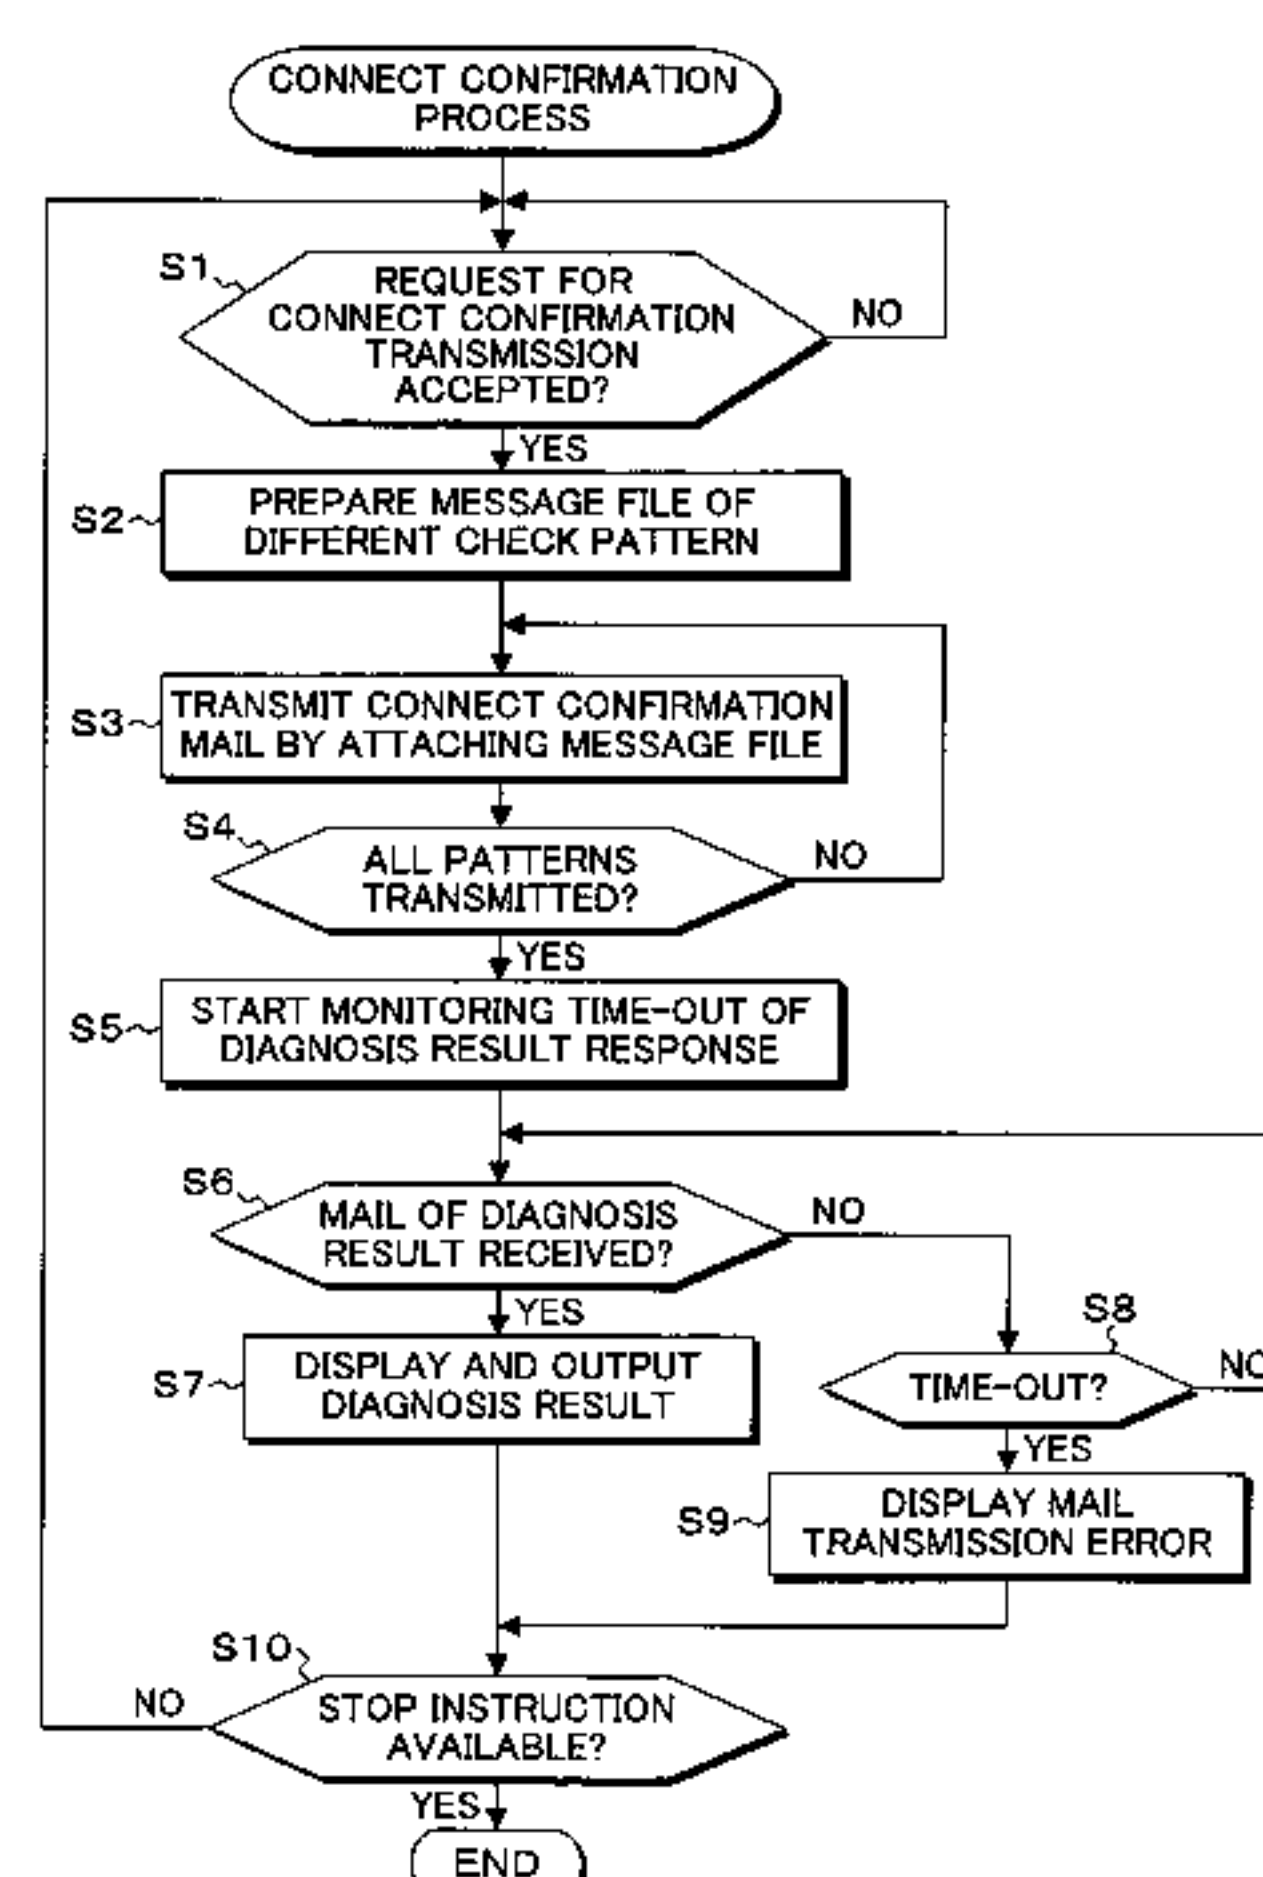 CONNECT CONFIRMATION
PROCESS
S1
REQUEST FOR
CONNECT CONFIRMATION
TRANSMISSION
ACCEPTED?
NO
YES
S2
PREPARE MESSAGE FILE OF
DIFFERENT CHECK PATTERN
S3
TRANSMIT CONNECT CONFIRMATION
MAIL BY ATTACHING MESSAGE FILE
S4
ALL PATTERNS
TRANSMITTED?
NO
YES
S5
START MONITORING TIME-OUT OF
DIAGNOSIS RESULT RESPONSE
S6
MAIL OF DIAGNOSIS
RESULT RECEIVED?
NO
YES
S7
DISPLAY AND OUTPUT
DIAGNOSIS RESULT
S8
TIME-OUT?
NO
YES
S9
DISPLAY MAIL
TRANSMISSION ERROR
S10
STOP INSTRUCTION
AVAILABLE?
NO
YES
END